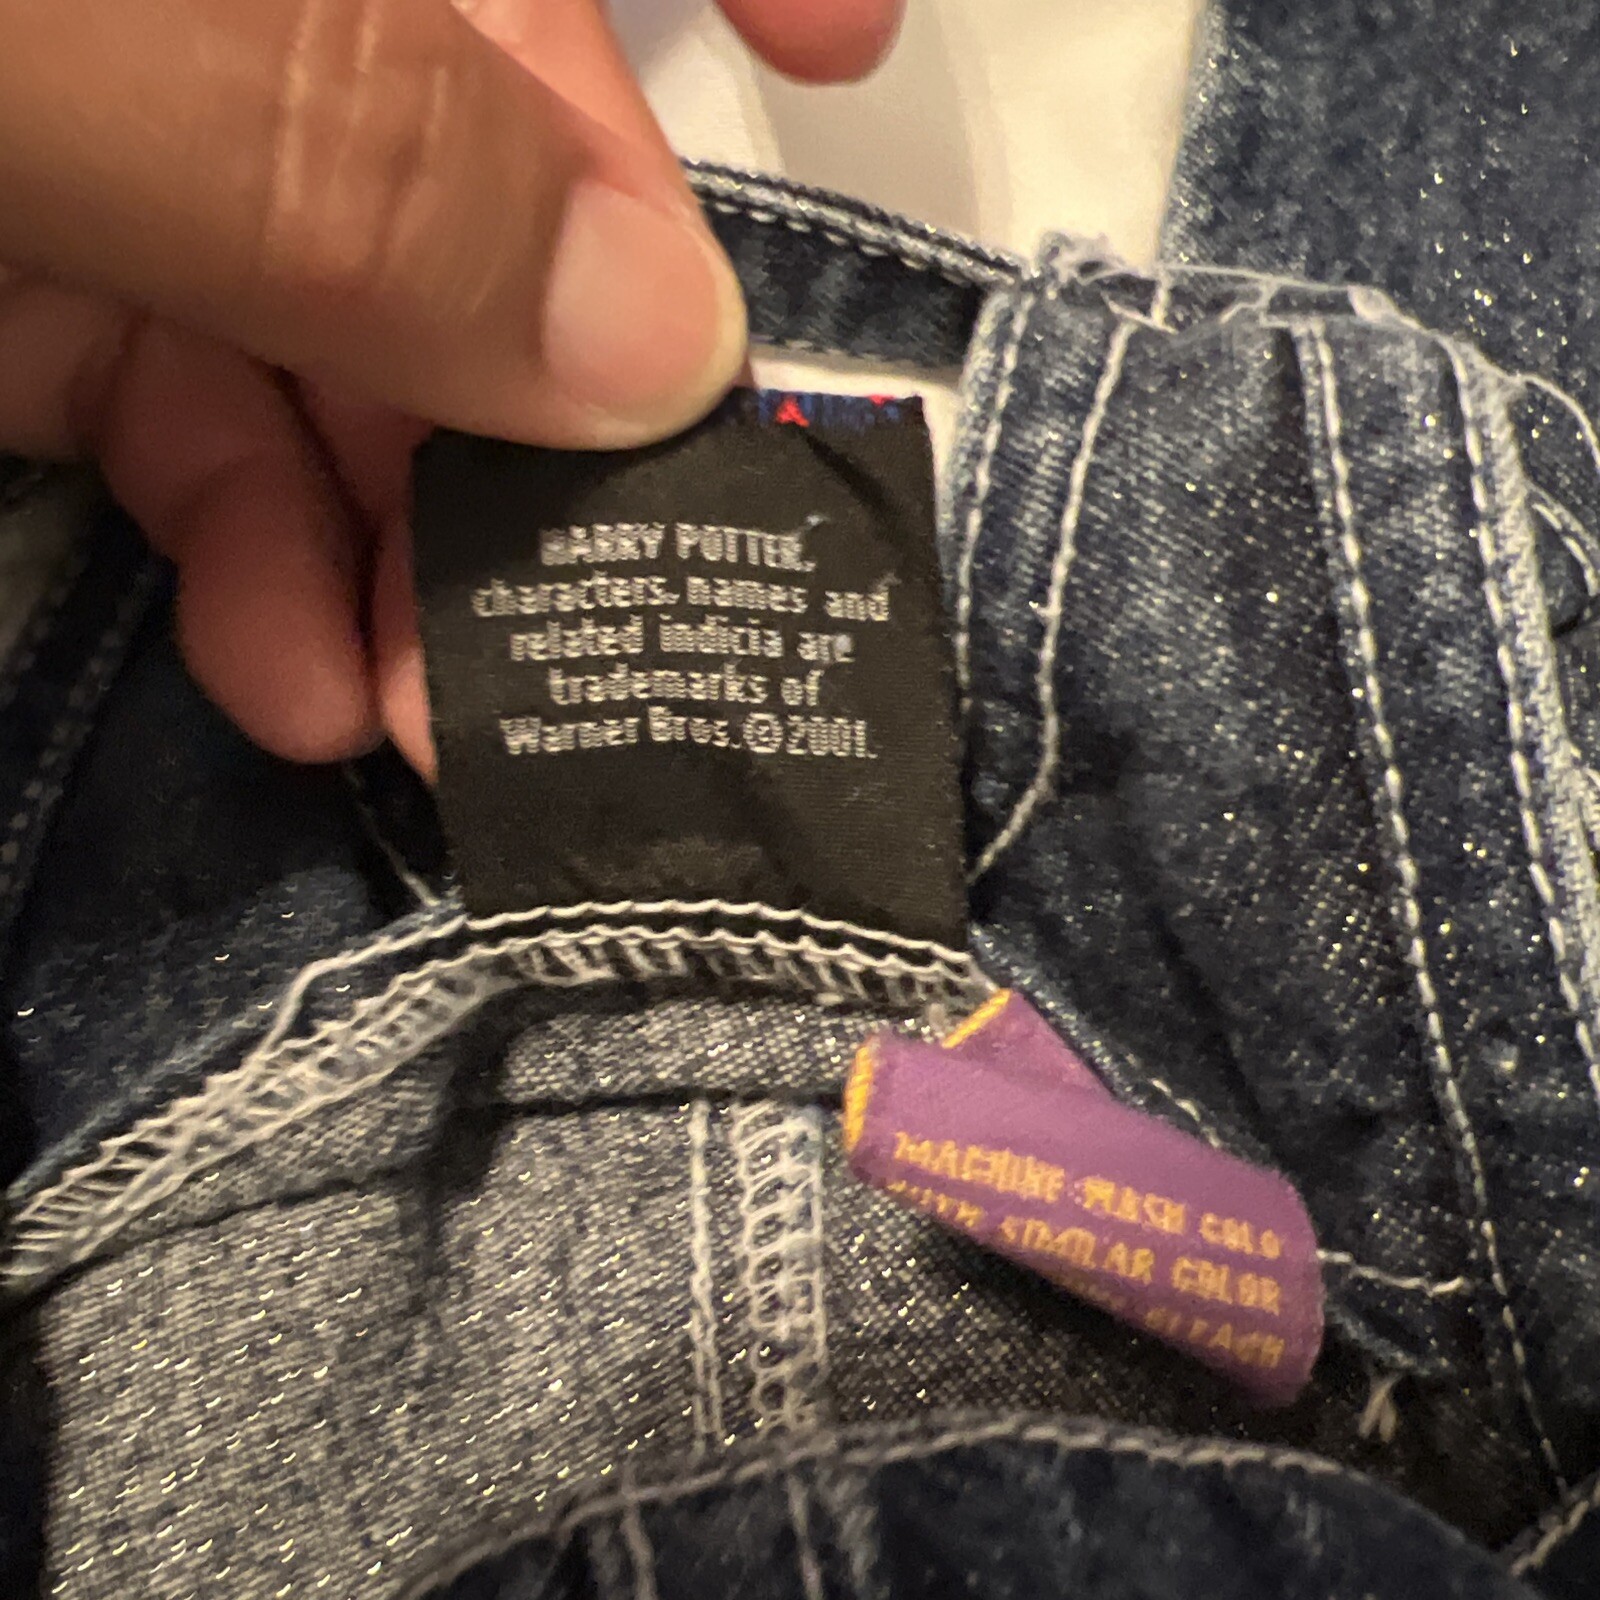 HARRY POTTER,
characters, names and
related indicia are
trademarks of
Warner Bros. © 2001.
MACHINE WASH COLD
WITH SIMILAR COLOR
BLEACH